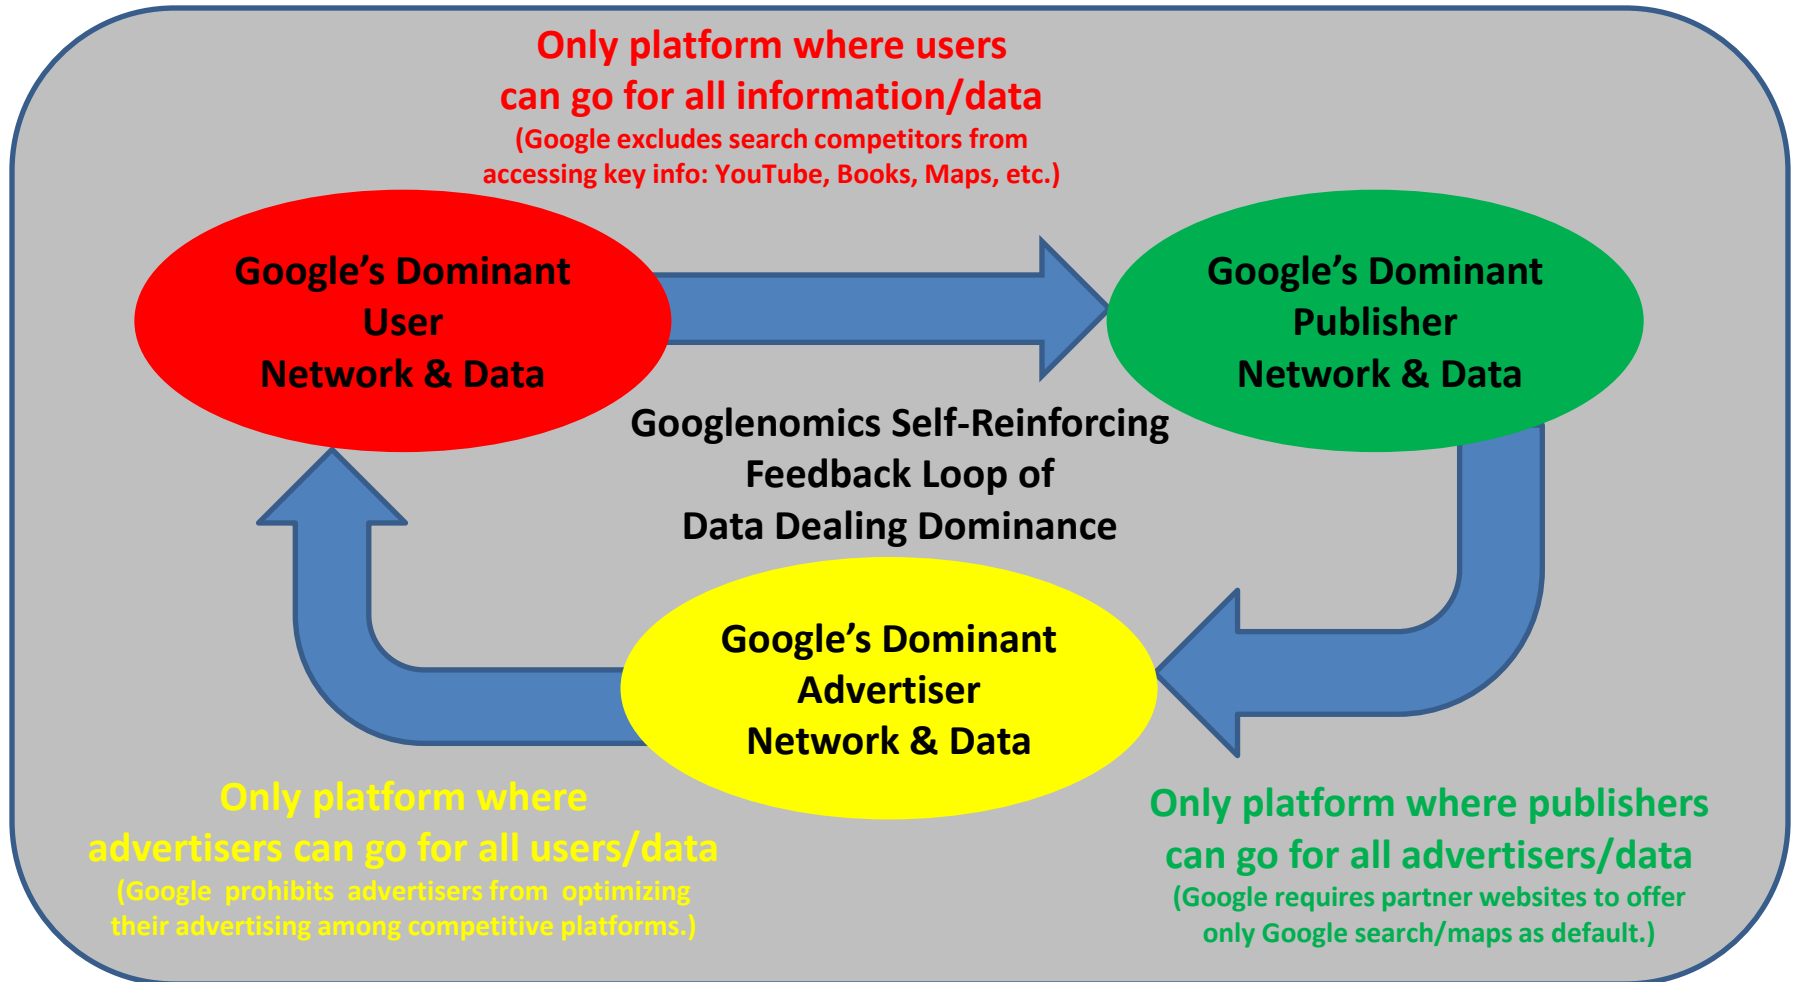 Only platform where users
can go for all information/data
(Google excludes search competitors from
accessing key info: YouTube, Books, Maps, etc.)
Google’s Dominant
User
Network & Data
Google’s Dominant
Publisher
Network & Data
Googlenomics Self-Reinforcing
Feedback Loop of
Data Dealing Dominance
Google’s Dominant
Advertiser
Network & Data
Only platform where
advertisers can go for all users/data
(Google prohibits advertisers from optimizing
their advertising among competitive platforms.)
Only platform where publishers
can go for all advertisers/data
(Google requires partner websites to offer
only Google search/maps as default.)